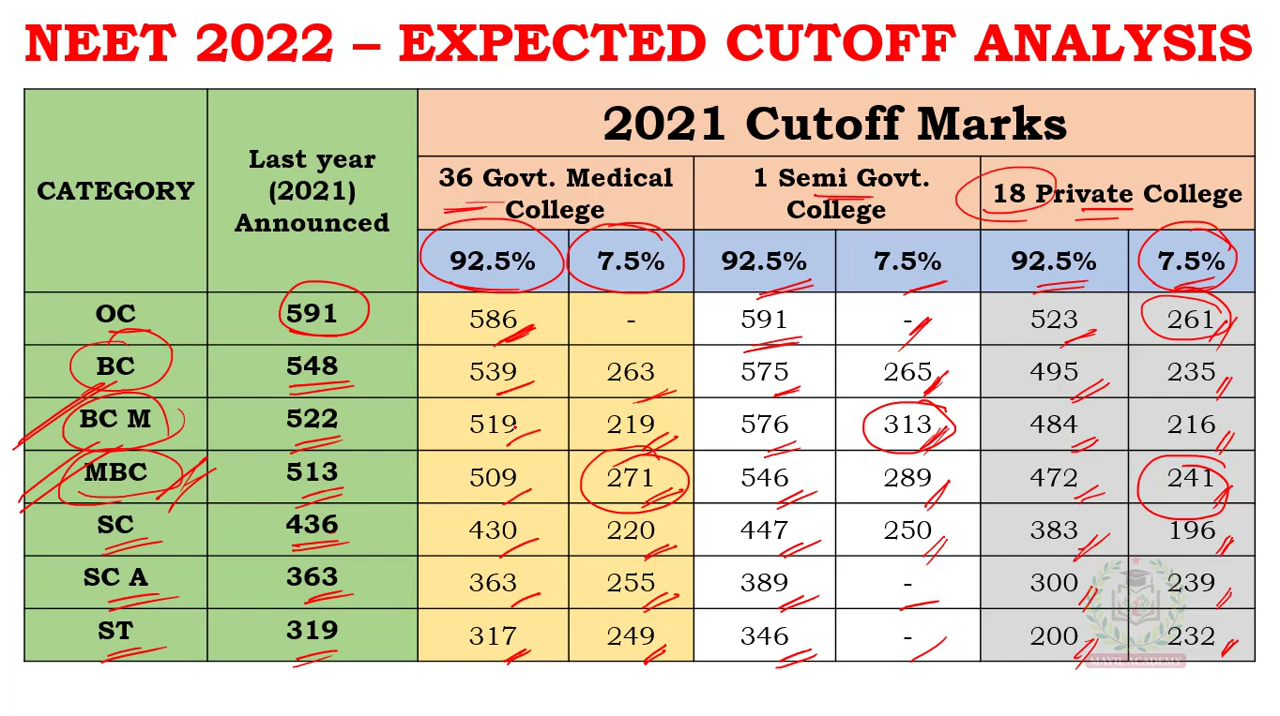 NEET 2022 – EXPECTED CUTOFF ANALYSIS
CATEGORY
Last year
(2021)
Announced
2021 Cutoff Marks
36 Govt. Medical
College
1 Semi Govt.
College
18 Private College
92.5% 7.5% 92.5% 7.5% 92.5% 7.5%
OC 591 586 - 591 - 523 261
BC 548 539 263 575 265 495 235
BC M 522 519 219 576 313 484 216
MBC 513 509 271 546 289 472 241
SC 436 430 220 447 250 383 196
SC A 363 363 255 389 - 300 239
ST 319 317 249 346 - 200 232
MAYIL ACADEMY